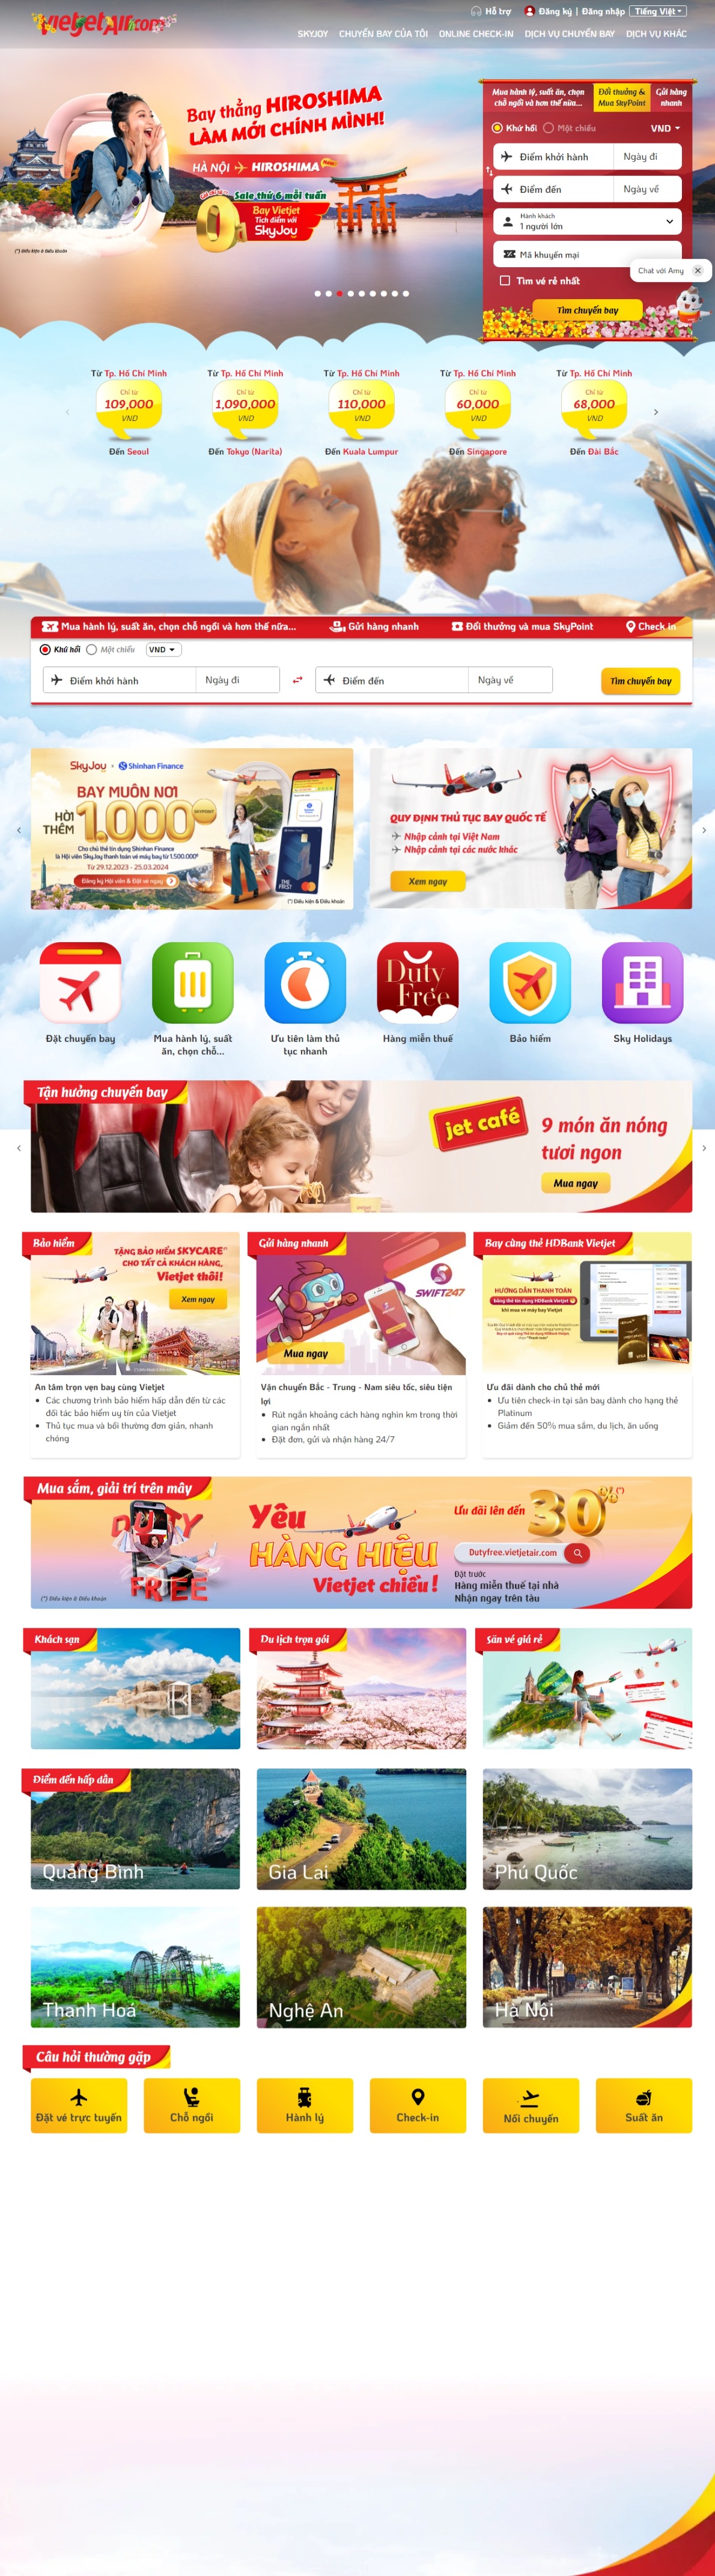 vietjetAir.com
Hỗ trợ
Đăng ký | Đăng nhập
Tiếng Việt
SKYJOY
CHUYẾN BAY CỦA TÔI
ONLINE CHECK-IN
DỊCH VỤ CHUYẾN BAY
DỊCH VỤ KHÁC
Bay thẳng HIROSHIMA
LÀM MỚI CHÍNH MÌNH!
HÀ NỘI
HIROSHIMA
Sale thứ 6 mỗi tuần
Bay Vietjet
Tích điểm với
SkyJoy
(*) Điều kiện & Điều khoản
Mua hành lý, suất ăn, chọn
chỗ ngồi và hơn thế nữa...
Đổi thưởng &
Mua SkyPoint
Gửi hàng
nhanh
Khứ hồi
Một chiều
VND
Điểm khởi hành
Ngày đi
Điểm đến
Ngày về
Hành khách
1 người lớn
Mã khuyến mại
Chat với Amy
Tìm vé rẻ nhất
Tìm chuyến bay
Từ Tp. Hồ Chí Minh
Chỉ từ
109,000
VND
Đến Seoul
Từ Tp. Hồ Chí Minh
Chỉ từ
1,090,000
VND
Đến Tokyo (Narita)
Từ Tp. Hồ Chí Minh
Chỉ từ
110,000
VND
Đến Kuala Lumpur
Từ Tp. Hồ Chí Minh
Chỉ từ
60,000
VND
Đến Singapore
Từ Tp. Hồ Chí Minh
Chỉ từ
68,000
VND
Đến Đài Bắc
Mua hành lý, suất ăn, chọn chỗ ngồi và hơn thế nữa...
Gửi hàng nhanh
Đổi thưởng và mua SkyPoint
Check in
Khứ hồi
Một chiều
VND
Điểm khởi hành
Ngày đi
Điểm đến
Ngày về
Tìm chuyến bay
SkyJoy
Shinhan Finance
BAY MUÔN NƠI
HỜI THÊM
1.000
Cho chủ thẻ tín dụng Shinhan Finance
là Hội viên SkyJoy thanh toán vé máy bay từ 1.500.000đ
Từ 29.12.2023 - 25.03.2024
Đăng ký Hội viên & Đặt vé ngay
THE FIRST
(*) Điều kiện & Điều khoản
QUY ĐỊNH THỦ TỤC BAY QUỐC TẾ
Nhập cảnh tại Việt Nam
Nhập cảnh tại các nước khác
Xem ngay
Duty
Free
Đặt chuyến bay
Mua hành lý, suất
ăn, chọn chỗ...
Ưu tiên làm thủ
tục nhanh
Hàng miễn thuế
Bảo hiểm
Sky Holidays
Tận hưởng chuyến bay
jet café
9 món ăn nóng
tươi ngon
Mua ngay
Bảo hiểm
TẶNG BẢO HIỂM SKYCARE
CHO TẤT CẢ KHÁCH HÀNG,
Vietjet thôi!
Xem ngay
An tâm trọn vẹn bay cùng Vietjet
Các chương trình bảo hiểm hấp dẫn đến từ các
đối tác bảo hiểm uy tín của Vietjet
Thủ tục mua và bồi thường đơn giản, nhanh
chóng
Gửi hàng nhanh
SWIFT247
Mua ngay
Vận chuyển Bắc - Trung - Nam siêu tốc, siêu tiện
lợi
Rút ngắn khoảng cách hàng nghìn km trong thời
gian ngắn nhất
Đặt đơn, gửi và nhận hàng 24/7
Bay cùng thẻ HDBank Vietjet
HƯỚNG DẪN THANH TOÁN
bằng thẻ tín dụng HDBank Vietjet
khi mua vé máy bay Vietjet
Ưu đãi dành cho chủ thẻ mới
Ưu tiên check-in tại sân bay dành cho hạng thẻ
Platinum
Giảm đến 50% mua sắm, du lịch, ăn uống
Mua sắm, giải trí trên mây
DUTY
FREE
(*) Điều kiện & Điều khoản
Yêu
HÀNG HIỆU
Vietjet chiều!
Ưu đãi lên đến
30%(*)
Dutyfree.vietjetair.com
Đặt trước
Hàng miễn thuế tại nhà
Nhận ngay trên tàu
Khách sạn
Du lịch trọn gói
Săn vé giá rẻ
Điểm đến hấp dẫn
Quảng Bình
Gia Lai
Phú Quốc
Thanh Hoá
Nghệ An
Hà Nội
Câu hỏi thường gặp
Đặt vé trực tuyến
Chỗ ngồi
Hành lý
Check-in
Nối chuyến
Suất ăn